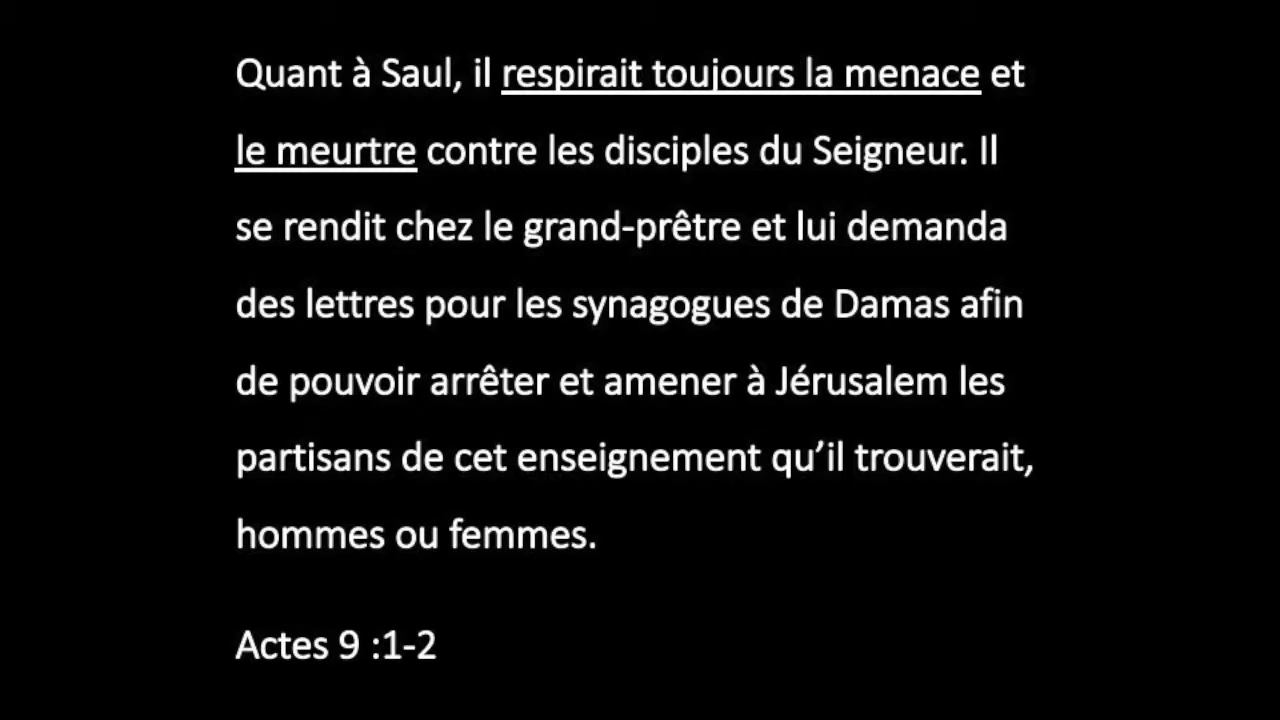 Quant à Saul, il respirait toujours la menace et
le meurtre contre les disciples du Seigneur. Il
se rendit chez le grand-prêtre et lui demanda
des lettres pour les synagogues de Damas afin
de pouvoir arrêter et amener à Jérusalem les
partisans de cet enseignement qu’il trouverait,
hommes ou femmes.
Actes 9 :1-2